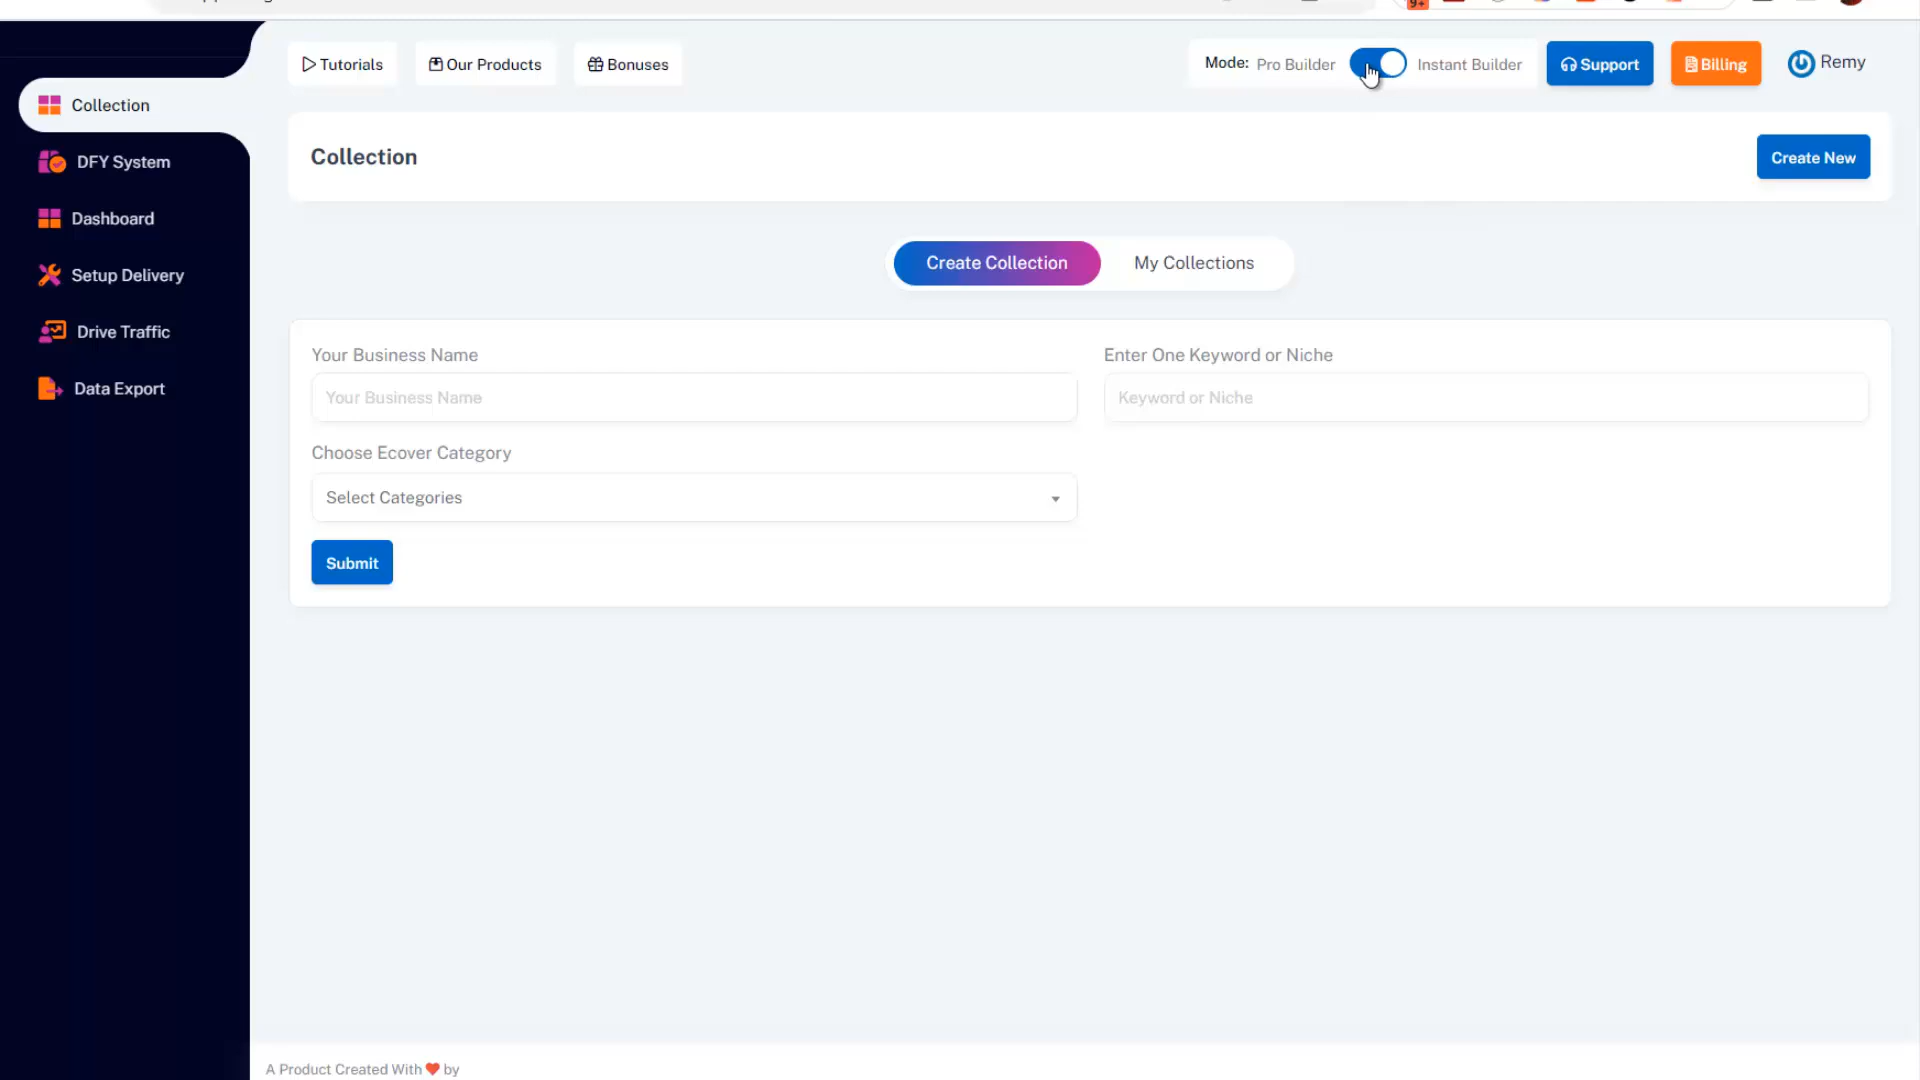 9+
Tutorials
Our Products
Bonuses
Mode: Pro Builder
Instant Builder
Support
Billing
Remy
Collection
DFY System
Dashboard
Setup Delivery
Drive Traffic
Data Export
Collection
Create New
Create Collection
My Collections
Your Business Name
Enter One Keyword or Niche
Your Business Name
Keyword or Niche
Choose Ecover Category
Select Categories
Submit
A Product Created With ❤ by